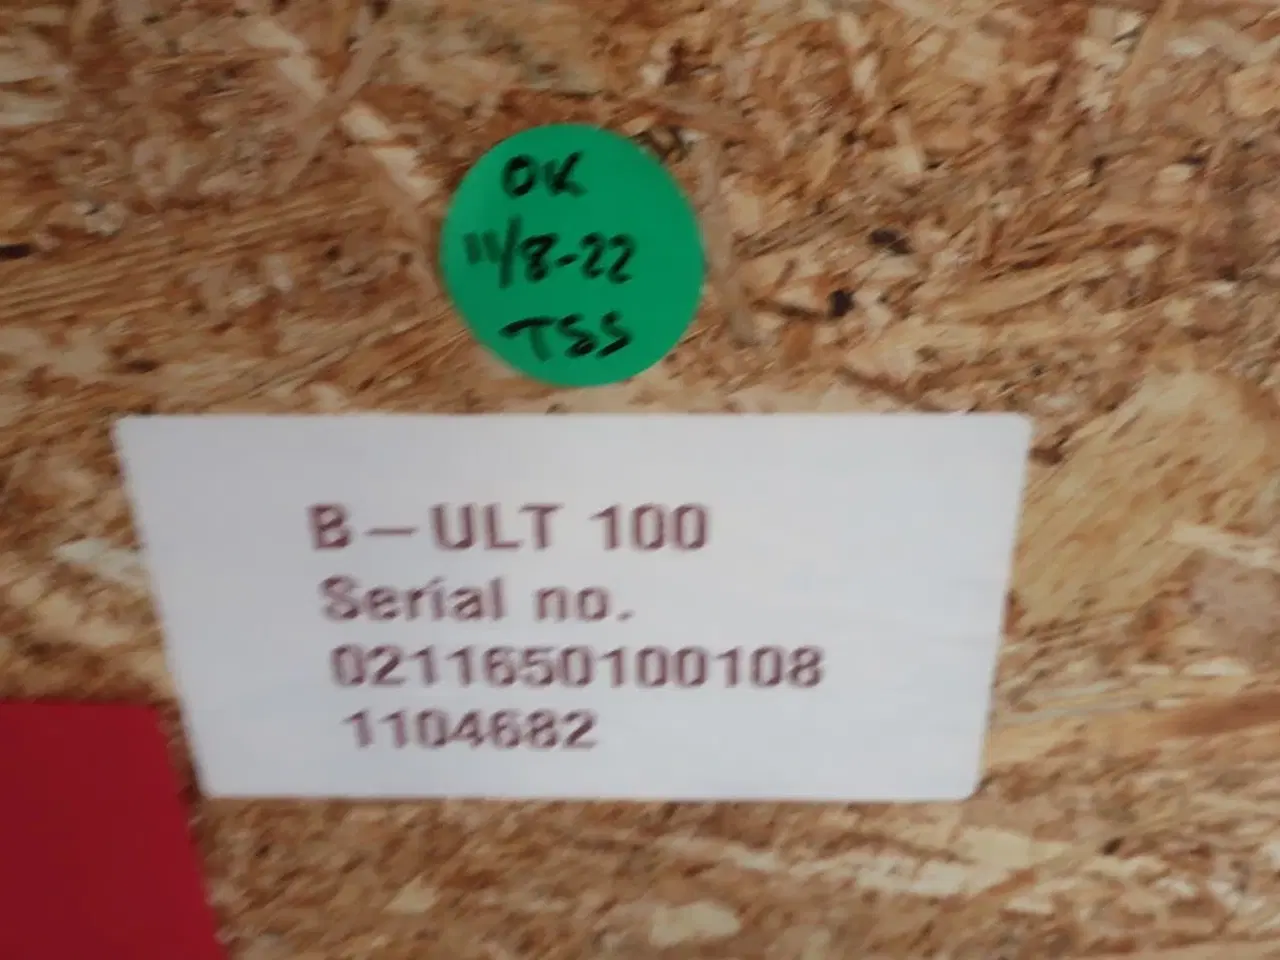 OK
11/8-22
TSS
B-ULT 100
Serial no.
0211650100108
1104682